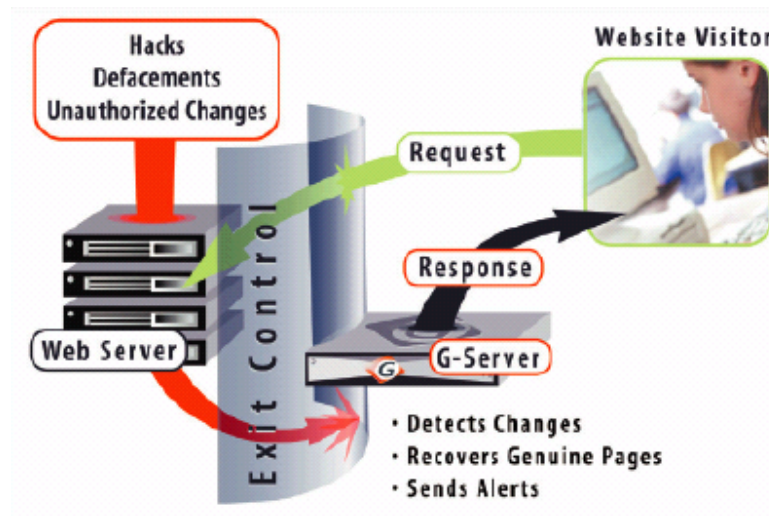 Hacks
Defacements
Unauthorized Changes
Website Visitor
Request
Response
Web Server
Exit Control
G-Server
G
• Detects Changes
• Recovers Genuine Pages
• Sends Alerts